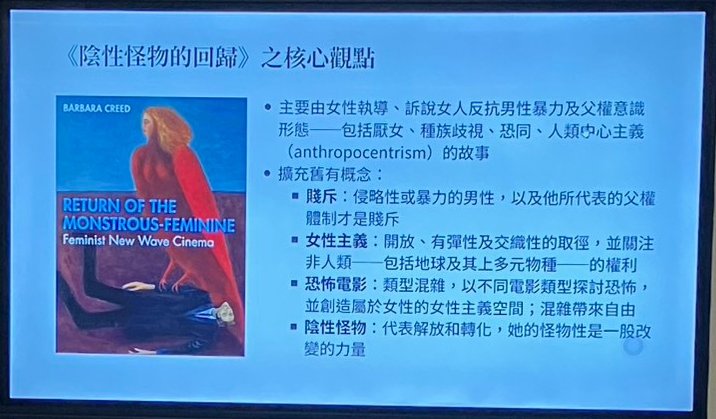 《陰性怪物的回歸》之核心觀點
BARBARA CREED
RETURN OF THE
MONSTROUS-FEMININE
Feminist New Wave Cinema
• 主要由女性執導、訴說女人反抗男性暴力及父權意識
形態──包括厭女、種族歧視、恐同、人類中心主義
（anthropocentrism）的故事
• 擴充舊有概念：
▪ 賤斥：侵略性或暴力的男性，以及他所代表的父權
體制才是賤斥
▪ 女性主義：開放、有彈性及交織性的取徑，並關注
非人類──包括地球及其上多元物種──的權利
▪ 恐怖電影：類型混雜，以不同電影類型探討恐怖，
並創造屬於女性的女性主義空間；混雜帶來自由
▪ 陰性怪物：代表解放和轉化，她的怪物性是一股改
變的力量